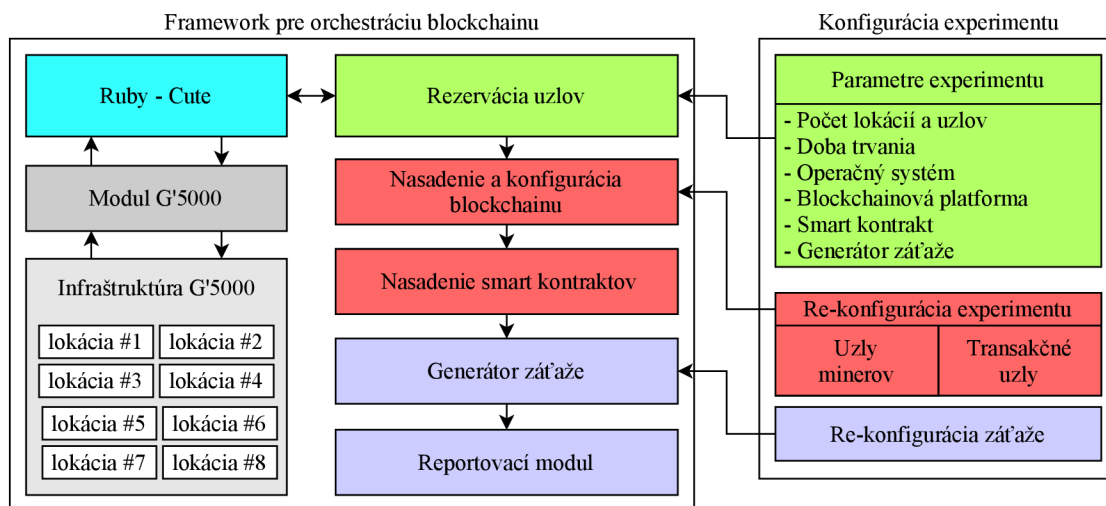 Framework pre orchestráciu blockchainu
Ruby - Cute
Rezervácia uzlov
Modul G'5000
Nasadenie a konfigurácia
blockchainu
Infraštruktúra G'5000
lokácia #1
lokácia #2
lokácia #3
lokácia #4
lokácia #5
lokácia #6
lokácia #7
lokácia #8
Nasadenie smart kontraktov
Generátor záťaže
Reportovací modul
Konfigurácia experimentu
Parametre experimentu
- Počet lokácií a uzlov
- Doba trvania
- Operačný systém
- Blockchainová platforma
- Smart kontrakt
- Generátor záťaže
Re-konfigurácia experimentu
Uzly
minerov
Transakčné
uzly
Re-konfigurácia záťaže